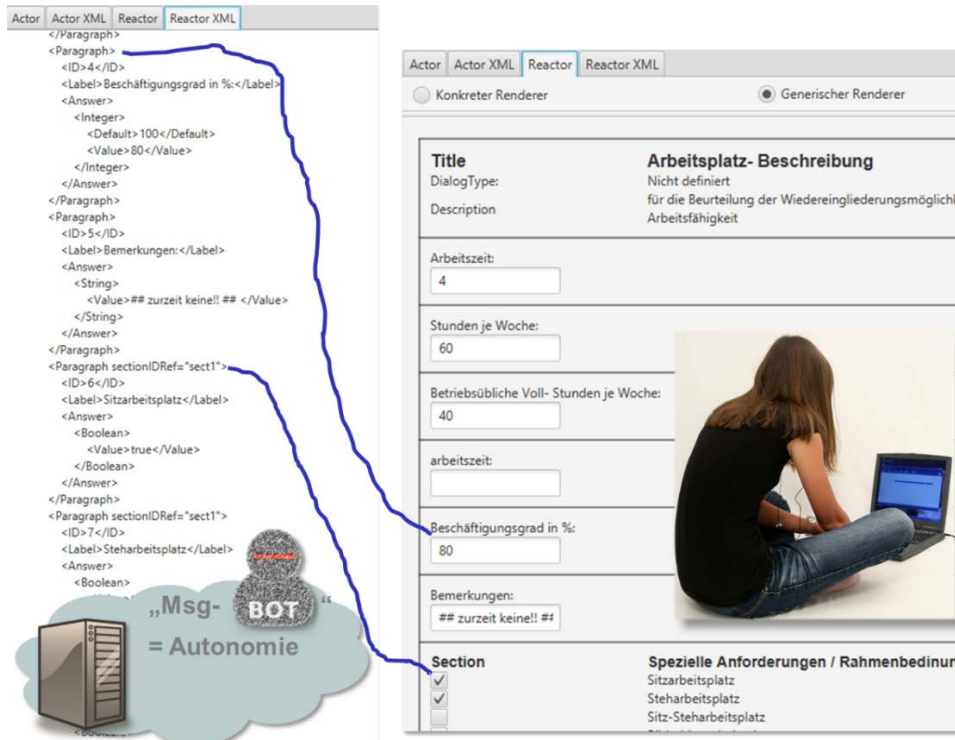 Actor Actor XML Reactor Reactor XML
</Paragraph>
<Paragraph>
<ID>4</ID>
<Label>Beschäftigungsgrad in %:</Label>
<Answer>
<Integer>
<Default>100</Default>
<Value>80</Value>
</Integer>
</Answer>
</Paragraph>
<Paragraph>
<ID>5</ID>
<Label>Bemerkungen:</Label>
<Answer>
<String>
<Value>## zurzeit keine!! ## </Value>
</String>
</Answer>
</Paragraph>
<Paragraph sectionIDRef="sect1">
<ID>6</ID>
<Label>Sitzarbeitsplatz</Label>
<Answer>
<Boolean>
<Value>true</Value>
</Boolean>
</Answer>
</Paragraph>
<Paragraph sectionIDRef="sect1">
<ID>7</ID>
<Label>Steharbeitsplatz</Label>
<Answer>
<Boolean>
„Msg- BOT “
= Autonomie
Actor Actor XML Reactor Reactor XML
Konkreter Renderer Generischer Renderer
Title Arbeitsplatz- Beschreibung
DialogType: Nicht definiert
Description für die Beurteilung der Wiedereingliederungsmöglich
Arbeitsfähigkeit
Arbeitszeit:
4
Stunden je Woche:
60
Betriebsübliche Voll- Stunden je Woche:
40
arbeitszeit:
Beschäftigungsgrad in %:
80
Bemerkungen:
## zurzeit keine!! ##
Section Spezielle Anforderungen / Rahmenbedinun
Sitzarbeitsplatz
Steharbeitsplatz
Sitz-Steharbeitsplatz